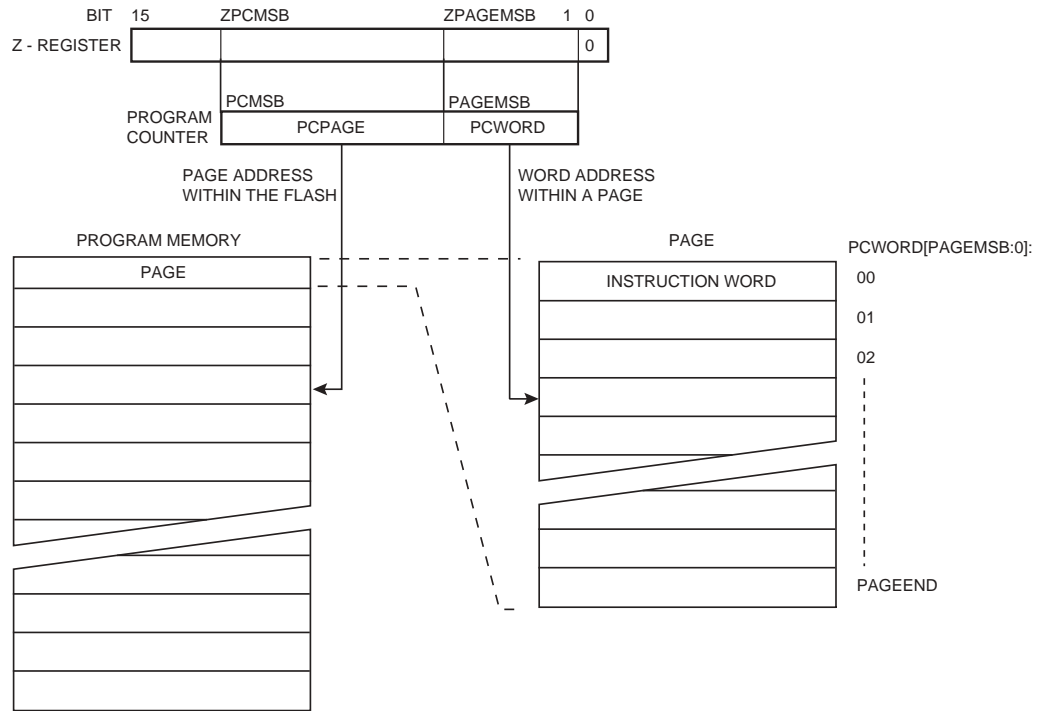 BIT 15 ZPCMSB ZPAGEMSB 1 0
Z - REGISTER 0
PCMSB PAGEMSB
PROGRAM
COUNTER
PCPAGE PCWORD
PAGE ADDRESS
WITHIN THE FLASH
WORD ADDRESS
WITHIN A PAGE
PROGRAM MEMORY
PAGE
PAGE
INSTRUCTION WORD
PCWORD[PAGEMSB:0]:
00
01
02
PAGEEND